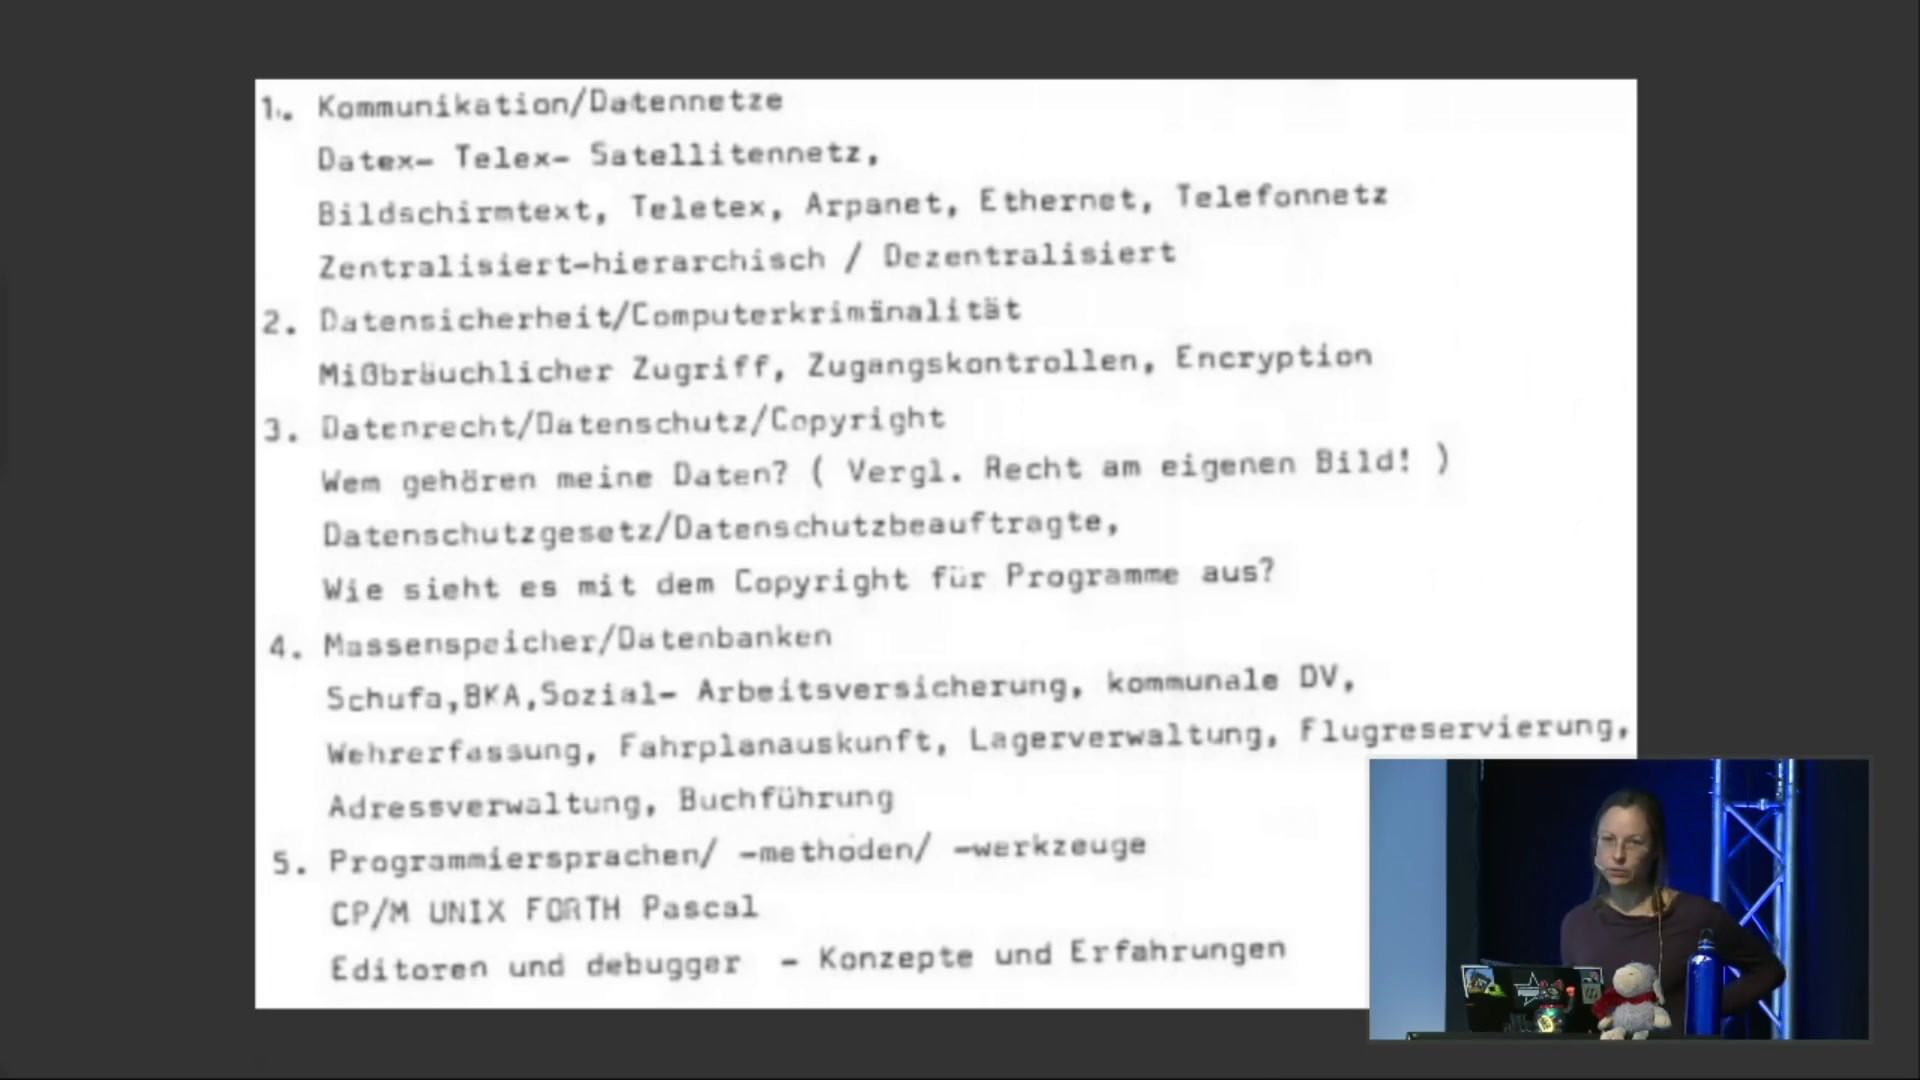 1. Kommunikation/Datennetze
Datex- Telex- Satellitennetz,
Bildschirmtext, Teletex, Arpanet, Ethernet, Telefonnetz
Zentralisiert-hierarchisch / Dezentralisiert
2. Datensicherheit/Computerkriminalität
Mißbräuchlicher Zugriff, Zugangskontrollen, Encryption
3. Datenrecht/Datenschutz/Copyright
Wem gehören meine Daten? ( Vergl. Recht am eigenen Bild! )
Datenschutzgesetz/Datenschutzbeauftragte,
Wie sieht es mit dem Copyright für Programme aus?
4. Massenspeicher/Datenbanken
Schufa,BKA,Sozial- Arbeitsversicherung, kommunale DV,
Wehrerfassung, Fahrplanauskunft, Lagerverwaltung, Flugreservierung,
Adressverwaltung, Buchführung
5. Programmiersprachen/ -methoden/ -werkzeuge
CP/M UNIX FORTH Pascal
Editoren und debugger - Konzepte und Erfahrungen